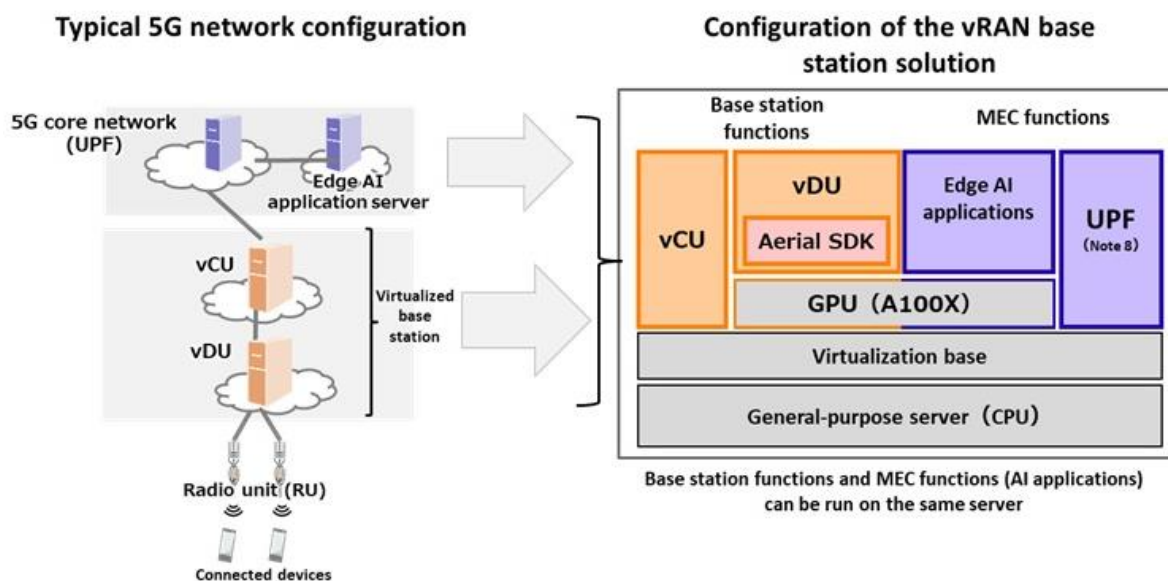 Typical 5G network configuration
5G core network
(UPF)
Edge AI
application server
vCU
vDU
Virtualized
base
station
Radio unit (RU)
Connected devices
Configuration of the vRAN base
station solution
Base station
functions
MEC functions
vCU
vDU
Aerial SDK
Edge AI
applications
UPF
(Note 8)
GPU (A100X)
Virtualization base
General-purpose server (CPU)
Base station functions and MEC functions (AI applications)
can be run on the same server